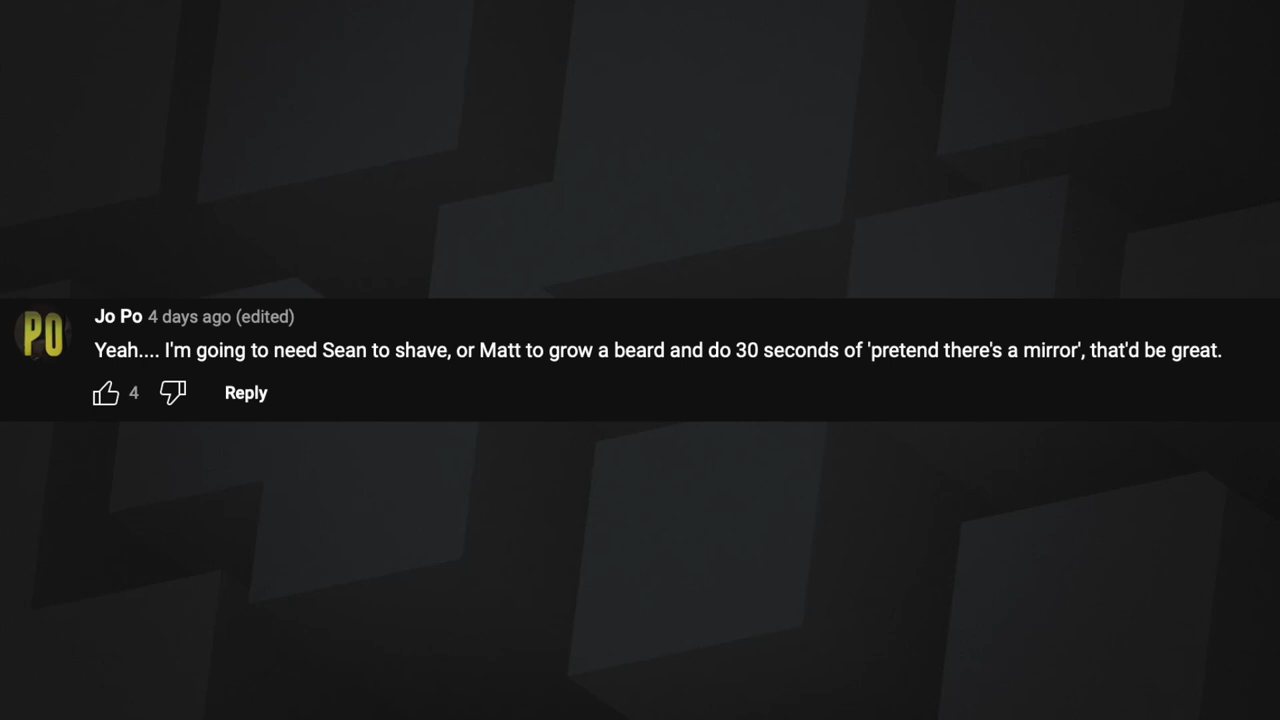 PO
Jo Po 4 days ago (edited)
Yeah.... I'm going to need Sean to shave, or Matt to grow a beard and do 30 seconds of 'pretend there's a mirror', that'd be great.
4 Reply